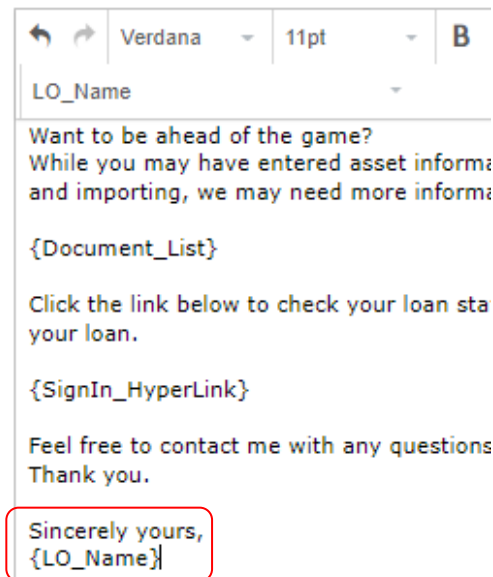 Verdana 11pt B
LO_Name
Want to be ahead of the game?
While you may have entered asset informa
and importing, we may need more informa
{Document_List}
Click the link below to check your loan sta
your loan.
{SignIn_HyperLink}
Feel free to contact me with any questions
Thank you.
Sincerely yours,
{LO_Name}